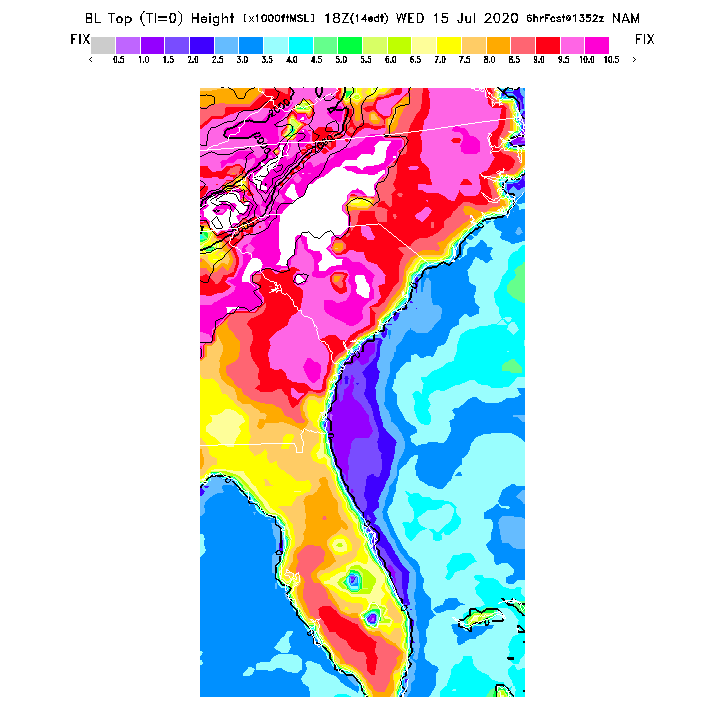 BL Top (TI=0) Height [x1000ftMSL] 18Z(14edt) WED 15 Jul 2020 6hrFcst@1352z NAM
FIX FIX
< 0.5 1.0 1.5 2.0 2.5 3.0 3.5 4.5 5.0 5.5 6.0 6.5 7.0 7.5 8.0 8.5 9.0 9.5 10.0 10.5 >
2000